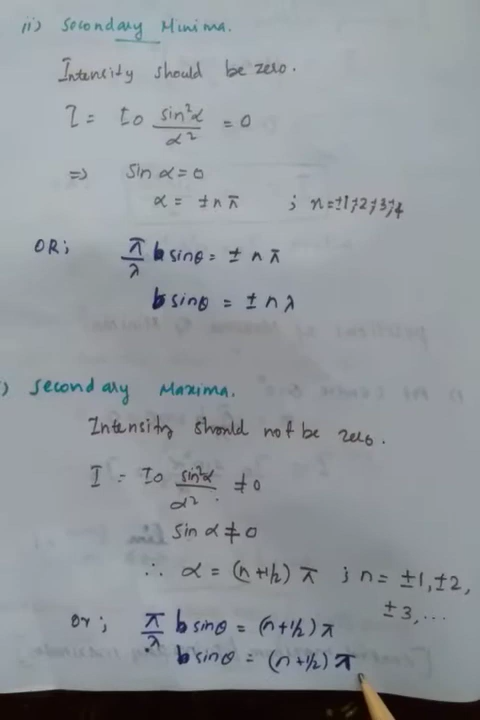 ii) Secondary Minima.
Intensity should be zero.
I = I0 sin²α / α² = 0
=> sin α = 0
α = ± n π ; n = ±1, ±2, ±3, ±4
OR; π/λ b sinθ = ± n π
b sinθ = ± n λ
) Secondary Maxima.
Intensity should not be zero.
I = I0 sin²α / α² ≠ 0
sin α ≠ 0
∴ α = (n+1/2) π ; n = ±1, ±2,
±3, ...
or; π/λ b sinθ = (n+1/2) π
b sinθ = (n+1/2) π